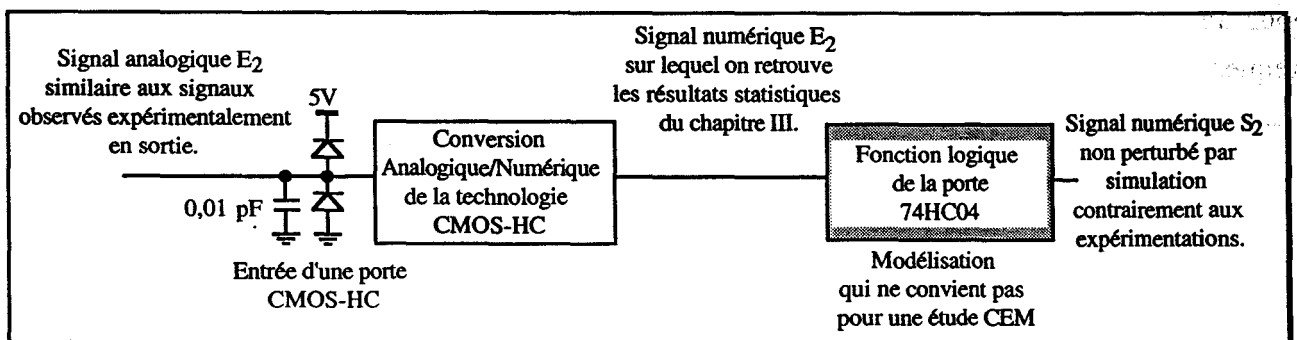 Signal analogique E2
similaire aux signaux
observés expérimentalement
en sortie.
5V
0,01 pF
Entrée d'une porte
CMOS-HC
Conversion
Analogique/Numérique
de la technologie
CMOS-HC
Signal numérique E2
sur lequel on retrouve
les résultats statistiques
du chapitre III.
Fonction logique
de la porte
74HC04
Modélisation
qui ne convient pas
pour une étude CEM
Signal numérique S2
non perturbé par
simulation
contrairement aux
expérimentations.